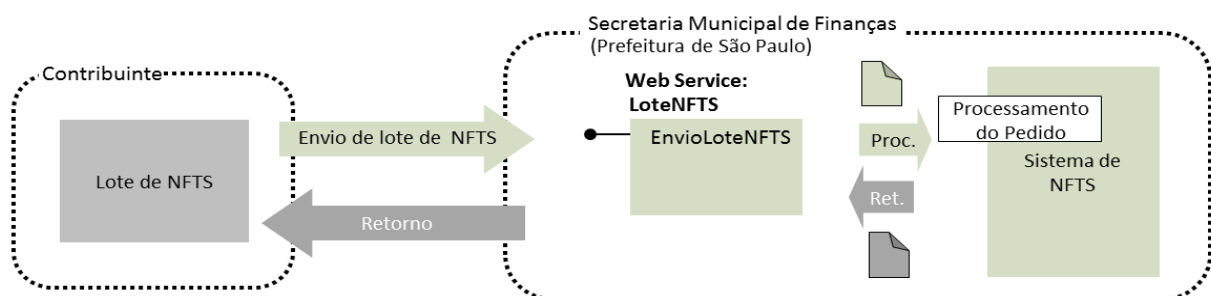 Secretaria Municipal de Finanças
(Prefeitura de São Paulo)
Contribuinte
Lote de NFTS
Envio de lote de NFTS
Retorno
Web Service:
LoteNFTS
EnvioLoteNFTS
Proc.
Ret.
Processamento
do Pedido
Sistema de
NFTS